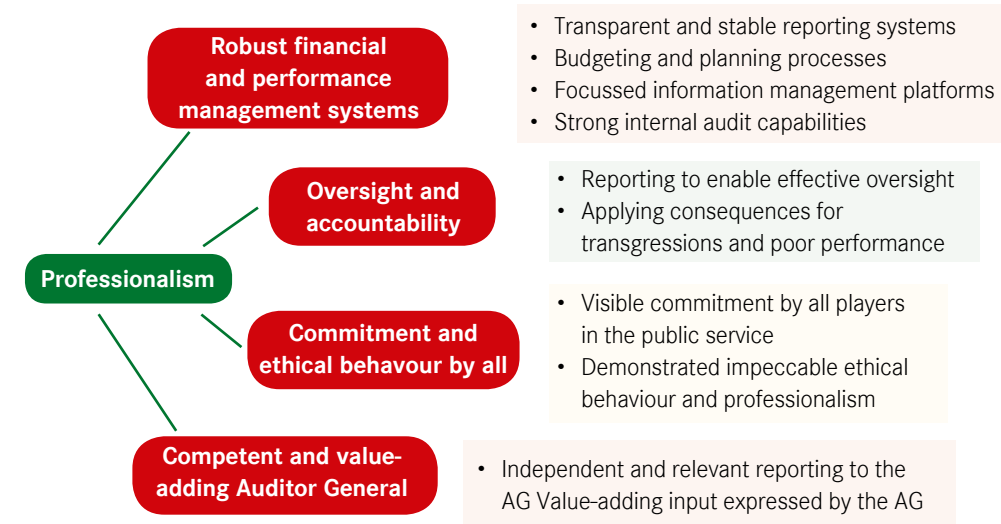 Robust financial
and performance
management systems
• Transparent and stable reporting systems
• Budgeting and planning processes
• Focussed information management platforms
• Strong internal audit capabilities
Oversight and
accountability
• Reporting to enable effective oversight
• Applying consequences for
transgressions and poor performance
Professionalism
Commitment and
ethical behavour by all
• Visible commitment by all players
in the public service
• Demonstrated impeccable ethical
behaviour and professionalism
Competent and value-
adding Auditor General
• Independent and relevant reporting to the
AG Value-adding input expressed by the AG